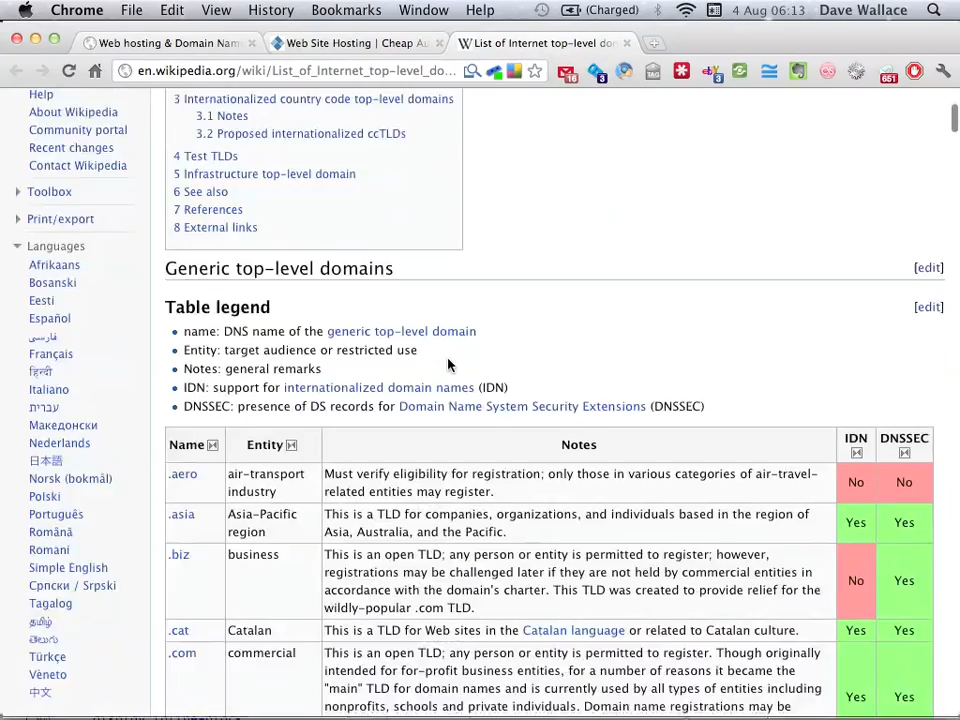 Chrome File Edit View History Bookmarks Window Help (Charged) 4 Aug 06:13 Dave Wallace
Web hosting & Domain Nam
Web Site Hosting | Cheap Au
List of Internet top-level do
en.wikipedia.org/wiki/List_of_Internet_top-level_do...
16
3
3
651
Help
About Wikipedia
Community portal
Recent changes
Contact Wikipedia
Toolbox
Print/export
Languages
Afrikaans
Bosanski
Eesti
Español
فارسی
Français
हिन्दी
Italiano
עברית
Македонски
Nederlands
日本語
Norsk (bokmål)
Polski
Português
Română
Romani
Simple English
Српски / Srpski
Tagalog
தமிழ்
తెలుగు
Türkçe
Vèneto
中文
3 Internationalized country code top-level domains
3.1 Notes
3.2 Proposed internationalized ccTLDs
4 Test TLDs
5 Infrastructure top-level domain
6 See also
7 References
8 External links
Generic top-level domains [edit]
Table legend [edit]
name: DNS name of the generic top-level domain
Entity: target audience or restricted use
Notes: general remarks
IDN: support for internationalized domain names (IDN)
DNSSEC: presence of DS records for Domain Name System Security Extensions (DNSSEC)
Name Entity Notes IDN DNSSEC
.aero air-transport industry Must verify eligibility for registration; only those in various categories of air-travel-
related entities may register. No No
.asia Asia-Pacific region This is a TLD for companies, organizations, and individuals based in the region of
Asia, Australia, and the Pacific. Yes Yes
.biz business This is an open TLD; any person or entity is permitted to register; however,
registrations may be challenged later if they are not held by commercial entities in
accordance with the domain's charter. This TLD was created to provide relief for the
wildly-popular .com TLD. No Yes
.cat Catalan This is a TLD for Web sites in the Catalan language or related to Catalan culture. Yes Yes
.com commercial This is an open TLD; any person or entity is permitted to register. Though originally
intended for for-profit business entities, for a number of reasons it became the
"main" TLD for domain names and is currently used by all types of entities including
nonprofits, schools and private individuals. Domain name registrations may be Yes Yes